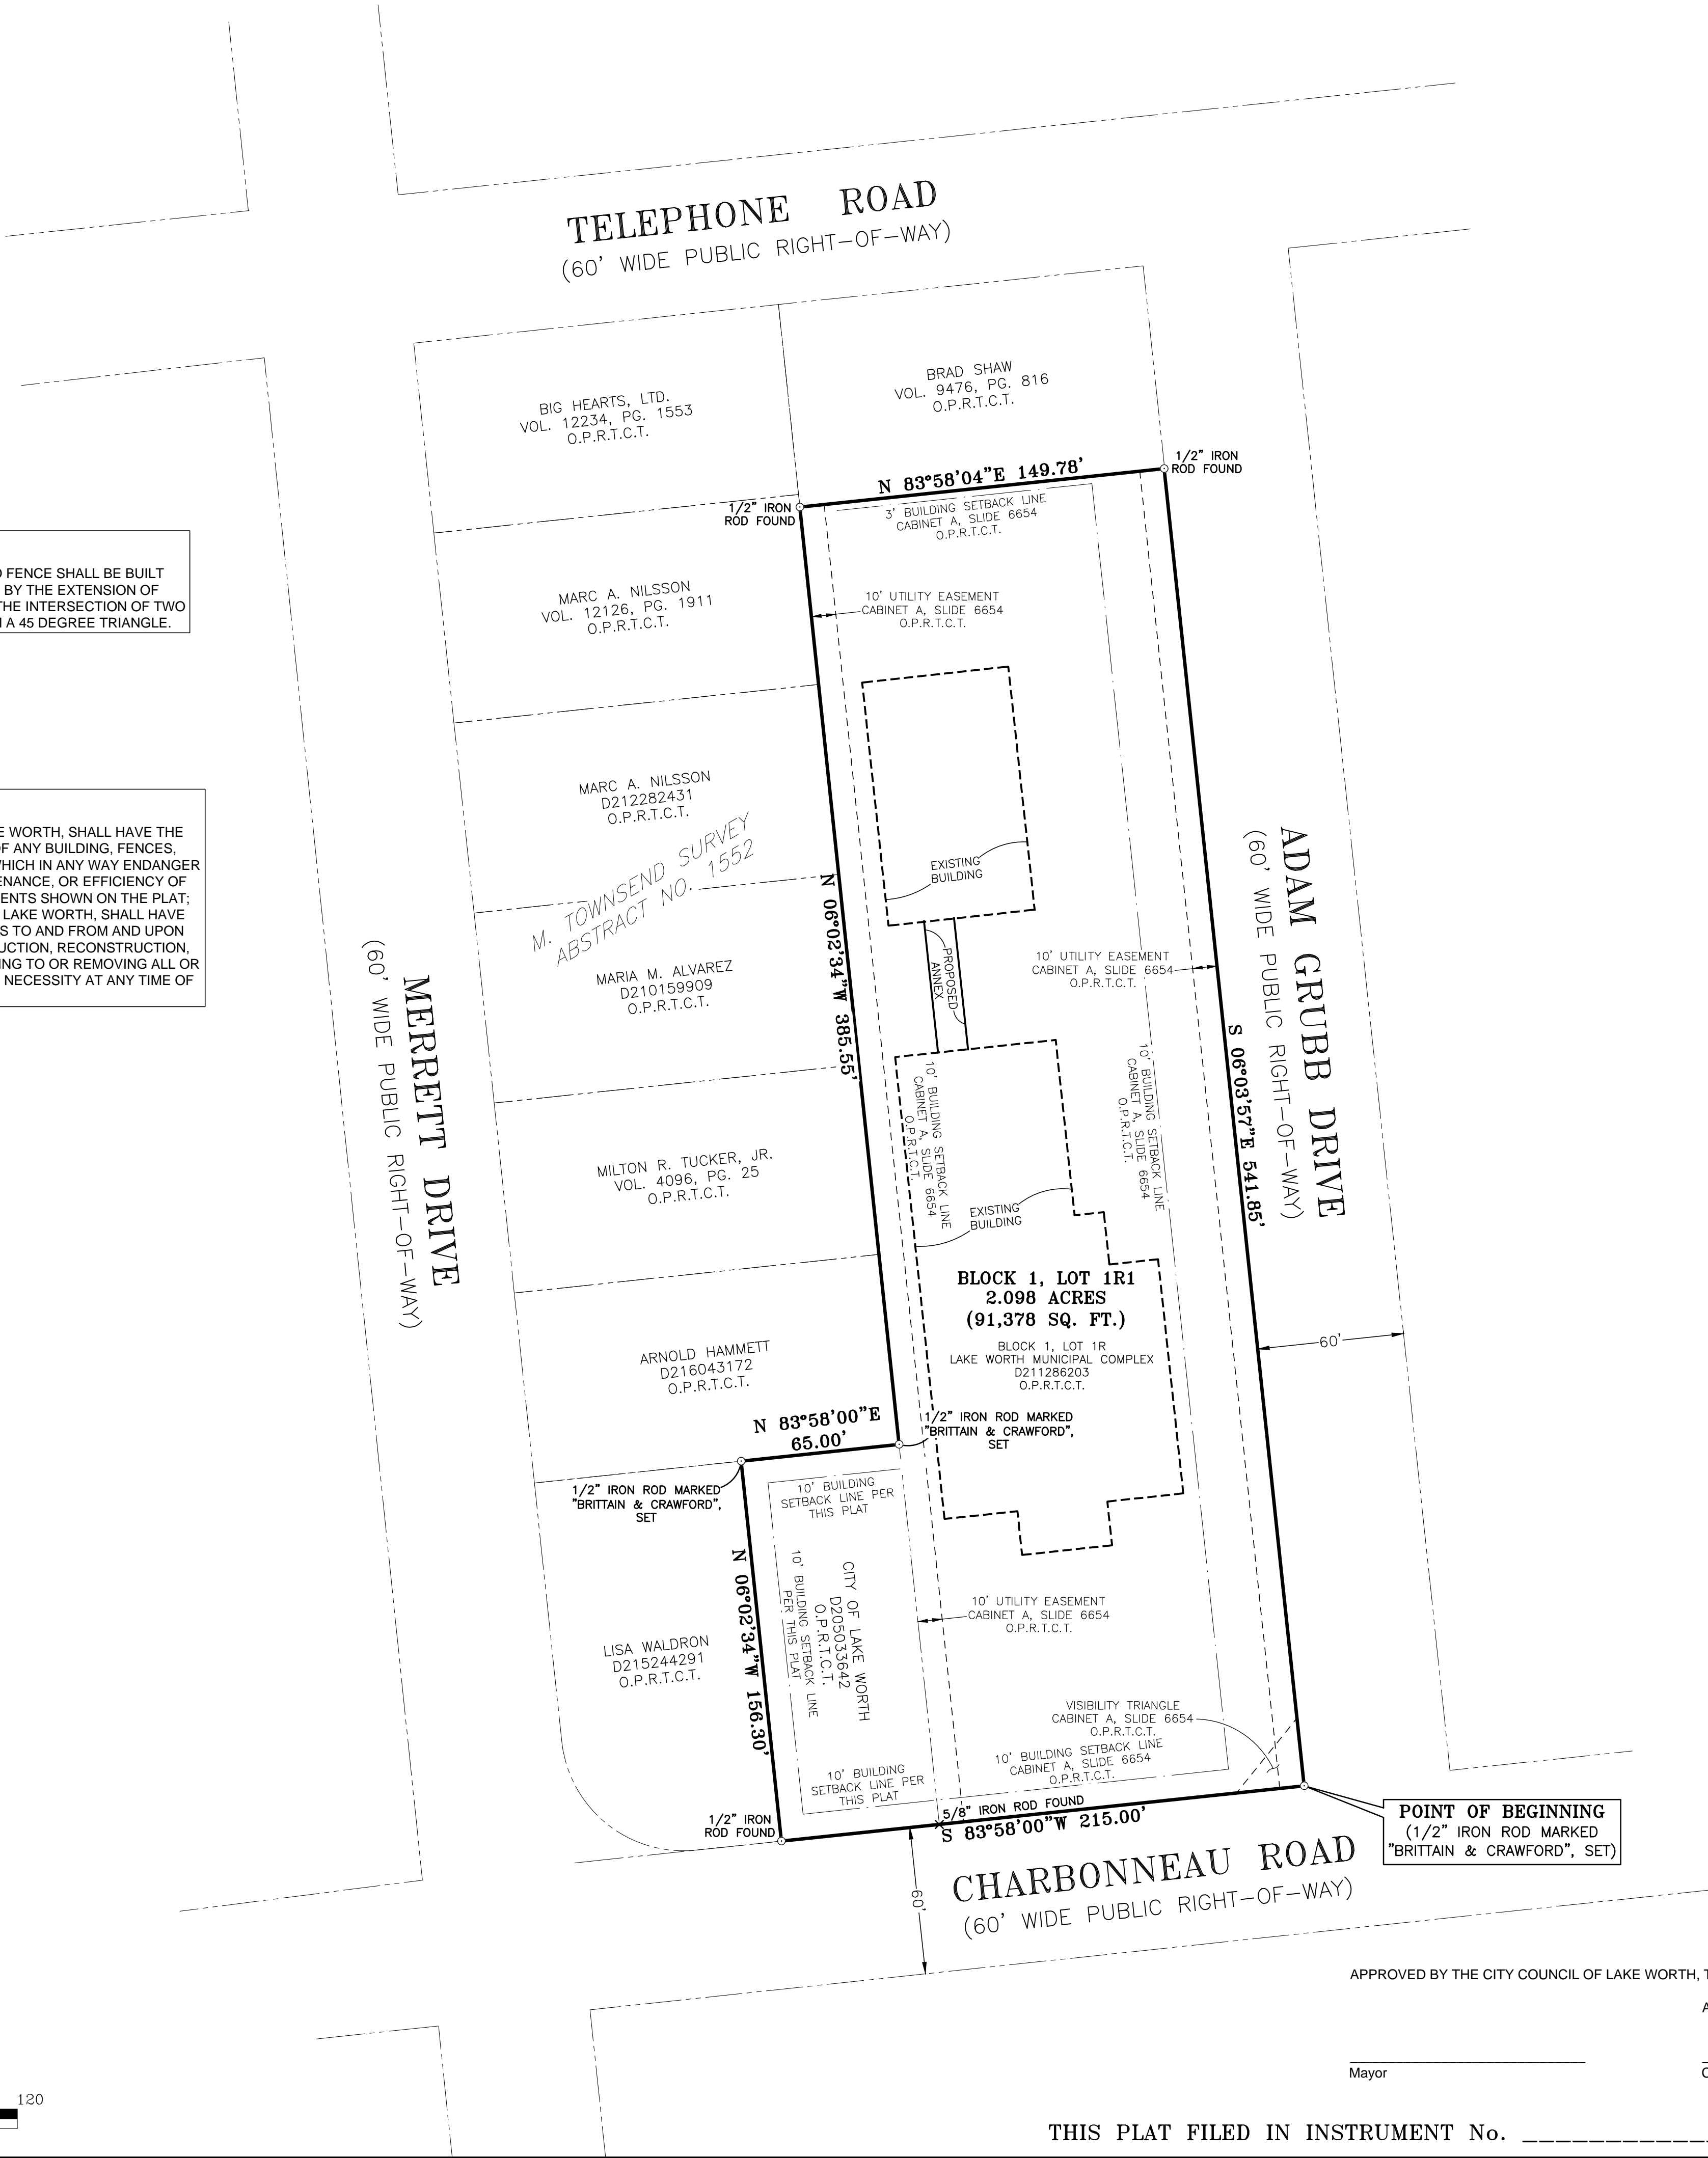 TELEPHONE ROAD
(60' WIDE PUBLIC RIGHT-OF-WAY)
BIG HEARTS, LTD.
VOL. 12234, PG. 1553
O.P.R.T.C.T.
BRAD SHAW
VOL. 9476, PG. 816
O.P.R.T.C.T.
1/2" IRON
ROD FOUND
N 83°58'04"E 149.78'
1/2" IRON
ROD FOUND
3' BUILDING SETBACK LINE
CABINET A, SLIDE 6654
O.P.R.T.C.T.
FENCE SHALL BE BUILT
BY THE EXTENSION OF
THE INTERSECTION OF TWO
A 45 DEGREE TRIANGLE.
MARC A. NILSSON
VOL. 12126, PG. 1911
O.P.R.T.C.T.
10' UTILITY EASEMENT
CABINET A, SLIDE 6654
O.P.R.T.C.T.
MARC A. NILSSON
D212282431
O.P.R.T.C.T.
M. TOWNSEND SURVEY
ABSTRACT NO. 1552
WORTH, SHALL HAVE THE
OF ANY BUILDING, FENCES,
WHICH IN ANY WAY ENDANGER
ENANCE, OR EFFICIENCY OF
ENTS SHOWN ON THE PLAT;
LAKE WORTH, SHALL HAVE
S TO AND FROM AND UPON
UCTION, RECONSTRUCTION,
ING TO OR REMOVING ALL OR
NECESSITY AT ANY TIME OF
EXISTING
BUILDING
N 06°02'34"W 385.55'
PROPOSED
ANNEX
10' UTILITY EASEMENT
CABINET A, SLIDE 6654
O.P.R.T.C.T.
ADAM GRUBB DRIVE
(60' WIDE PUBLIC RIGHT-OF-WAY)
MERRETT DRIVE
(60' WIDE PUBLIC RIGHT-OF-WAY)
MARIA M. ALVAREZ
D210159909
O.P.R.T.C.T.
S 06°03'57"E 541.85'
10' BUILDING SETBACK LINE
CABINET A, SLIDE 6654
O.P.R.T.C.T.
10' BUILDING SETBACK LINE
CABINET A, SLIDE 6654
O.P.R.T.C.T.
MILTON R. TUCKER, JR.
VOL. 4096, PG. 25
O.P.R.T.C.T.
EXISTING
BUILDING
BLOCK 1, LOT 1R1
2.098 ACRES
(91,378 SQ. FT.)
BLOCK 1, LOT 1R
LAKE WORTH MUNICIPAL COMPLEX
D211286203
O.P.R.T.C.T.
60'
ARNOLD HAMMETT
D216043172
O.P.R.T.C.T.
N 83°58'00"E
65.00'
1/2" IRON ROD MARKED
"BRITTAIN & CRAWFORD",
SET
1/2" IRON ROD MARKED
"BRITTAIN & CRAWFORD",
SET
10' BUILDING
SETBACK LINE PER
THIS PLAT
N 06°02'34"W 156.30'
10' BUILDING SETBACK LINE
PER THIS PLAT
CITY OF LAKE WORTH
D205033642
O.P.R.T.C.T.
10' UTILITY EASEMENT
CABINET A, SLIDE 6654
O.P.R.T.C.T.
LISA WALDRON
D215244291
O.P.R.T.C.T.
VISIBILITY TRIANGLE
CABINET A, SLIDE 6654
O.P.R.T.C.T.
10' BUILDING SETBACK LINE
CABINET A, SLIDE 6654
O.P.R.T.C.T.
10' BUILDING
SETBACK LINE PER
THIS PLAT
1/2" IRON
ROD FOUND
5/8" IRON ROD FOUND
S 83°58'00"W 215.00'
POINT OF BEGINNING
(1/2" IRON ROD MARKED
"BRITTAIN & CRAWFORD", SET)
CHARBONNEAU ROAD
(60' WIDE PUBLIC RIGHT-OF-WAY)
60'
APPROVED BY THE CITY COUNCIL OF LAKE WORTH,
Mayor
120
THIS PLAT FILED IN INSTRUMENT No.